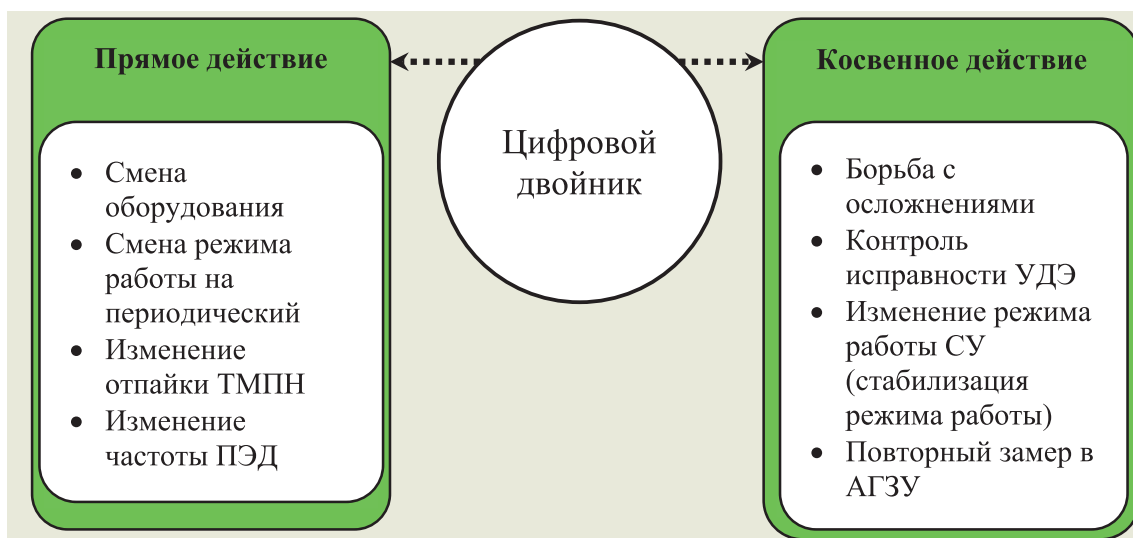 Прямое действие
• Смена
оборудования
• Смена режима
работы на
периодический
• Изменение
отпайки ТМПН
• Изменение
частоты ПЭД
Цифровой
двойник
Косвенное действие
• Борьба с
осложнениями
• Контроль
исправности УДЭ
• Изменение режима
работы СУ
(стабилизация
режима работы)
• Повторный замер в
АГЗУ